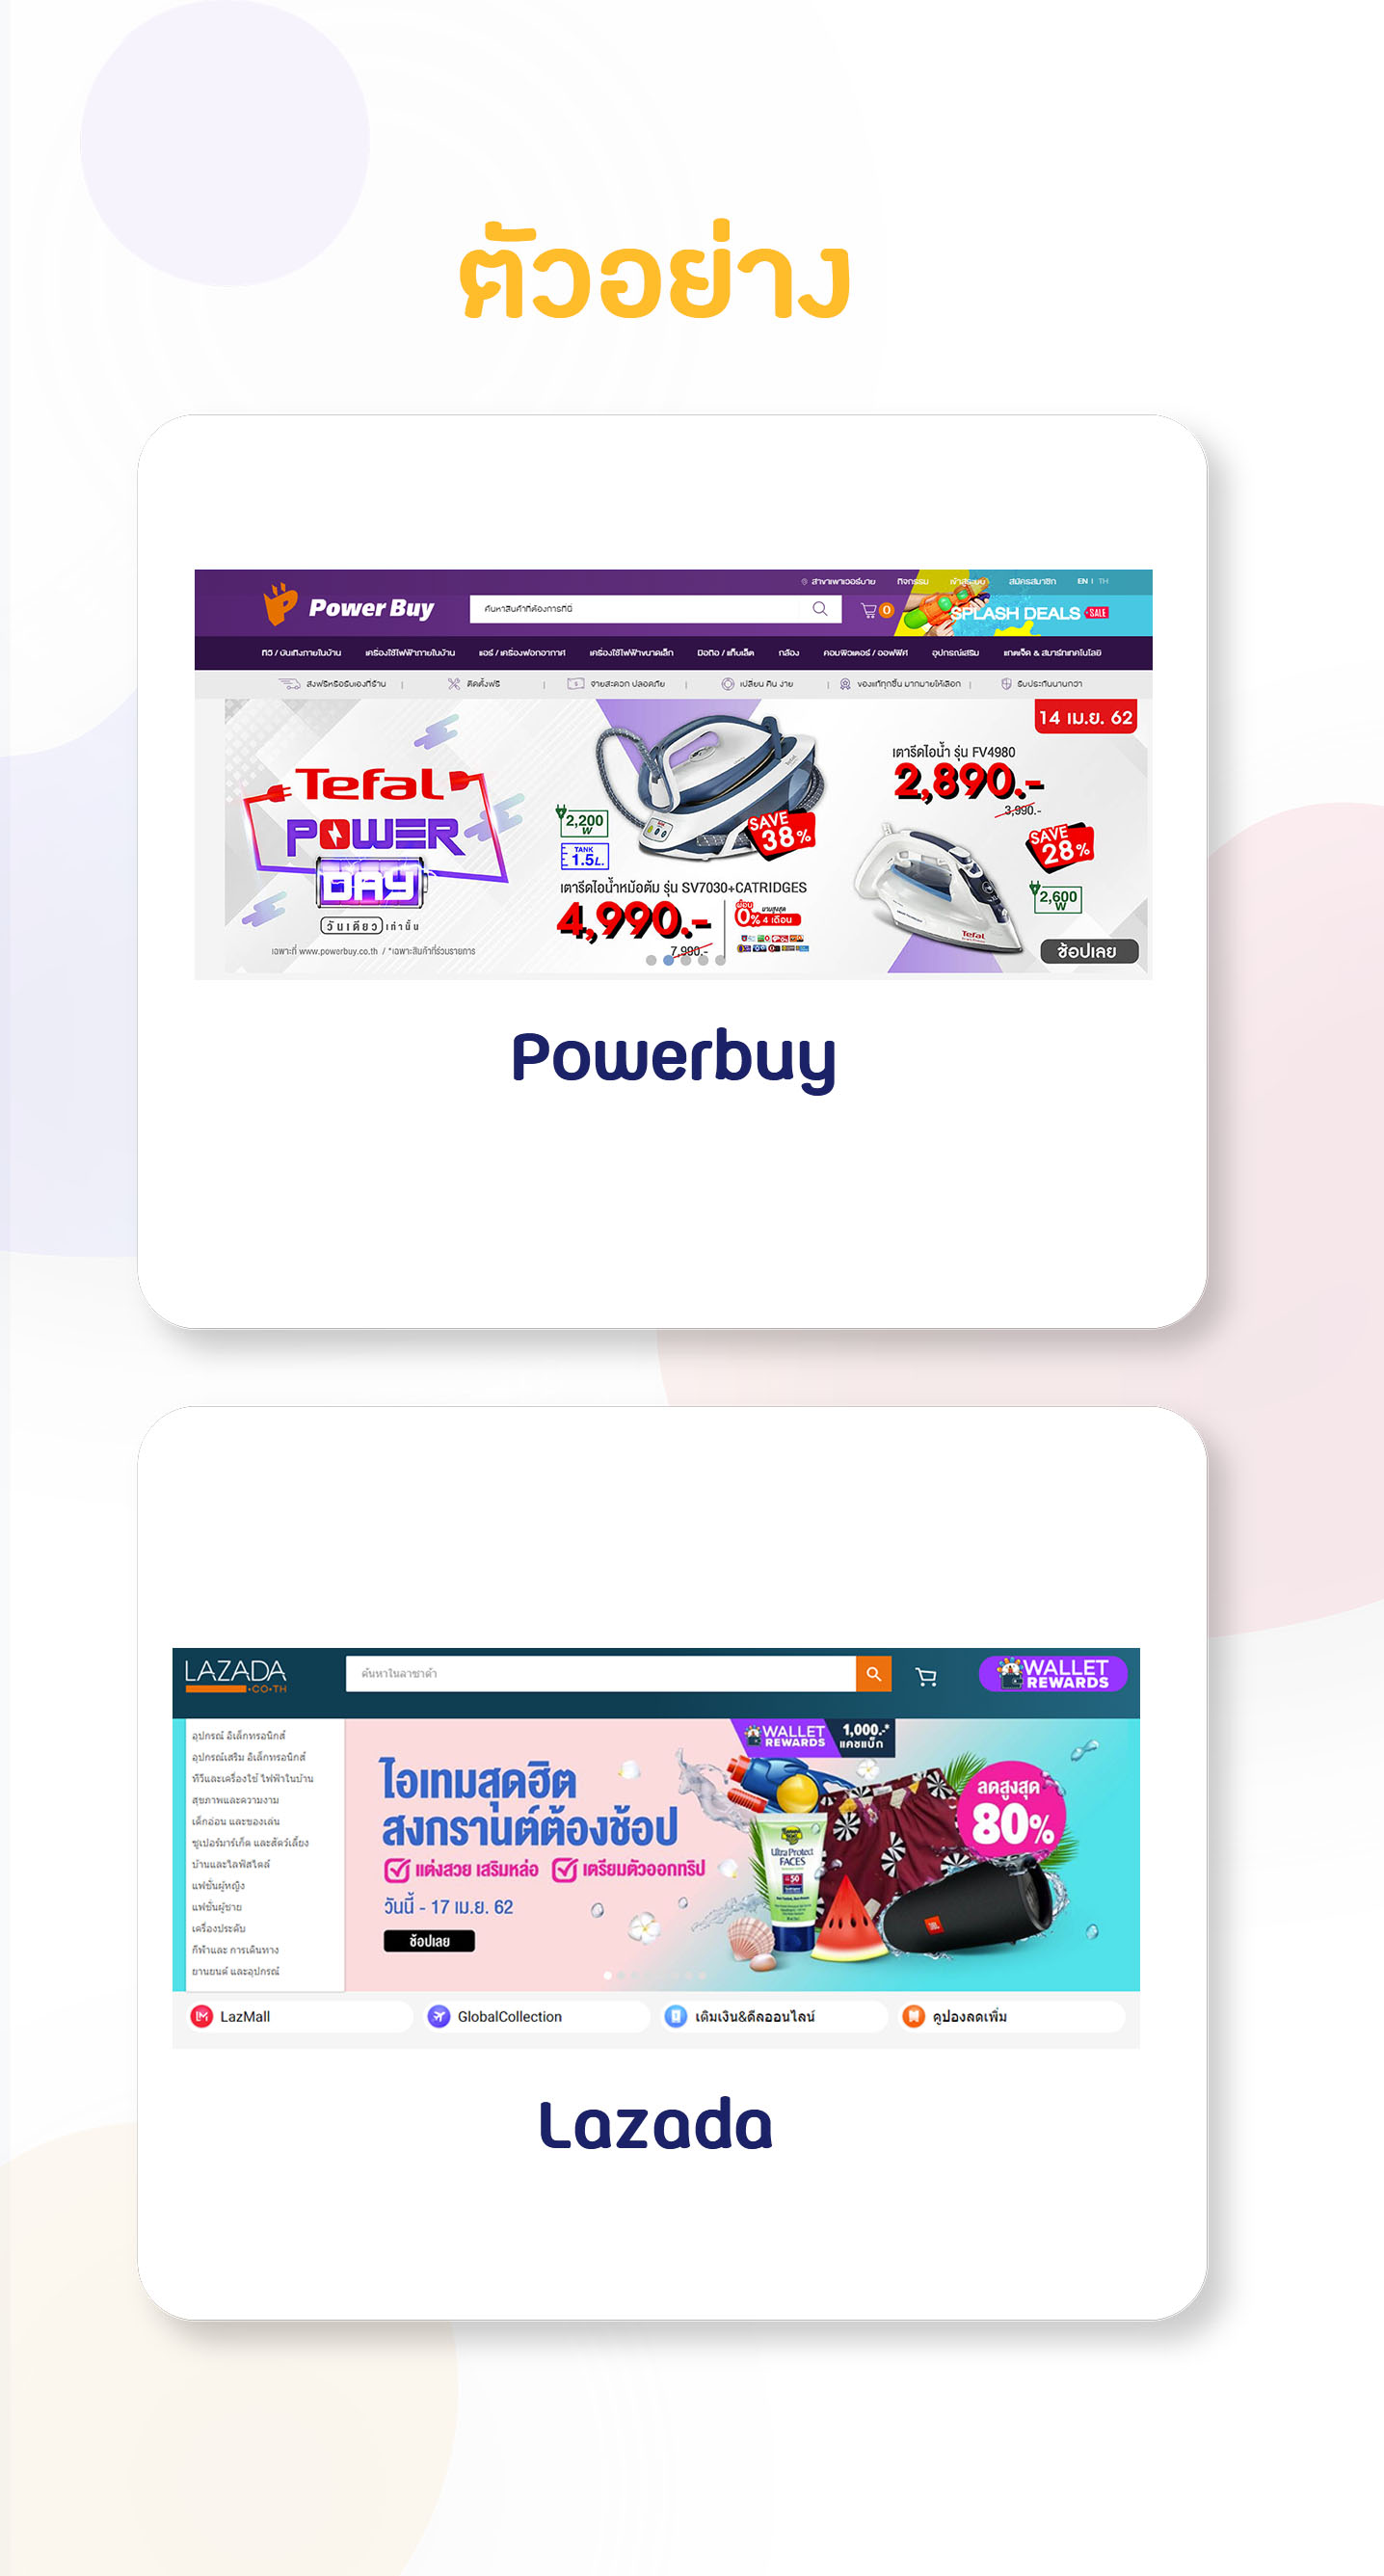 ตัวอย่าง
สาขาเพาเวอร์บาย กิจกรรม เข้าสู่ระบบ สมัครสมาชิก EN | TH
Power Buy
ค้นหาสินค้าที่ต้องการที่นี่
0
SPLASH DEALS SALE
ทีวี / บันเทิงภายในบ้าน เครื่องใช้ไฟฟ้าภายในบ้าน แอร์ / เครื่องฟอกอากาศ เครื่องใช้ไฟฟ้าขนาดเล็ก มือถือ / แท็บเล็ต กล้อง คอมพิวเตอร์ / ออฟฟิศ อุปกรณ์เสริม แกดเจ็ต & สมาร์ทเทคโนโลยี
ส่งฟรีหรือรับเองที่ร้าน | ติดตั้งฟรี | จ่ายสะดวก ปลอดภัย | เปลี่ยน คืน ง่าย | ของแท้ทุกชิ้น มากมายให้เลือก | รับประกันนานกว่า
14 เม.ย. 62
Tefal
POWER
DAY
วันเดียว เท่านั้น
เฉพาะที่ www.powerbuy.co.th / *เฉพาะสินค้าที่ร่วมรายการ
2,200 W
TANK
1.5L.
SAVE
38%
เตารีดไอน้ำหม้อต้ม รุ่น SV7030+CATRIDGES
4,990.-
7,990.-
ผ่อน 0% นานสูงสุด 4 เดือน
เตารีดไอน้ำ รุ่น FV4980
2,890.-
3,990.-
SAVE
28%
2,600 W
Tefal
ช้อปเลย
Powerbuy
LAZADA
.CO.TH
ค้นหาในลาซาด้า
WALLET
REWARDS
อุปกรณ์ อิเล็กทรอนิกส์
อุปกรณ์เสริม อิเล็กทรอนิกส์
ทีวีและเครื่องใช้ ไฟฟ้าในบ้าน
สุขภาพและความงาม
เด็กอ่อน และของเล่น
ซูเปอร์มาร์เก็ต และสัตว์เลี้ยง
บ้านและไลฟ์สไตล์
แฟชั่นผู้หญิง
แฟชั่นผู้ชาย
เครื่องประดับ
กีฬาและ การเดินทาง
ยานยนต์ และอุปกรณ์
WALLET
REWARDS
1,000.-*
แคชแบ็ก
ไอเทมสุดฮิต
สงกรานต์ต้องช้อป
แต่งสวย เสริมหล่อ เตรียมตัวออกทริป
วันนี้ - 17 เม.ย. 62
ช้อปเลย
ลดสูงสุด
80%
Ultra Protect
FACES
50
JBL
LazMall
GlobalCollection
เติมเงิน&ดีลออนไลน์
คูปองลดเพิ่ม
Lazada